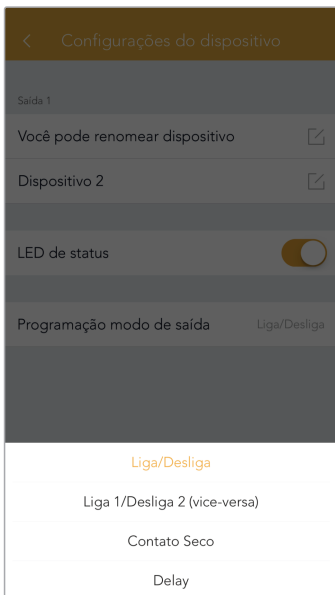 Configurações do dispositivo
Saída 1
Você pode renomear dispositivo
Dispositivo 2
LED de status
Programação modo de saída Liga/Desliga
Liga/Desliga
Liga 1/Desliga 2 (vice-versa)
Contato Seco
Delay